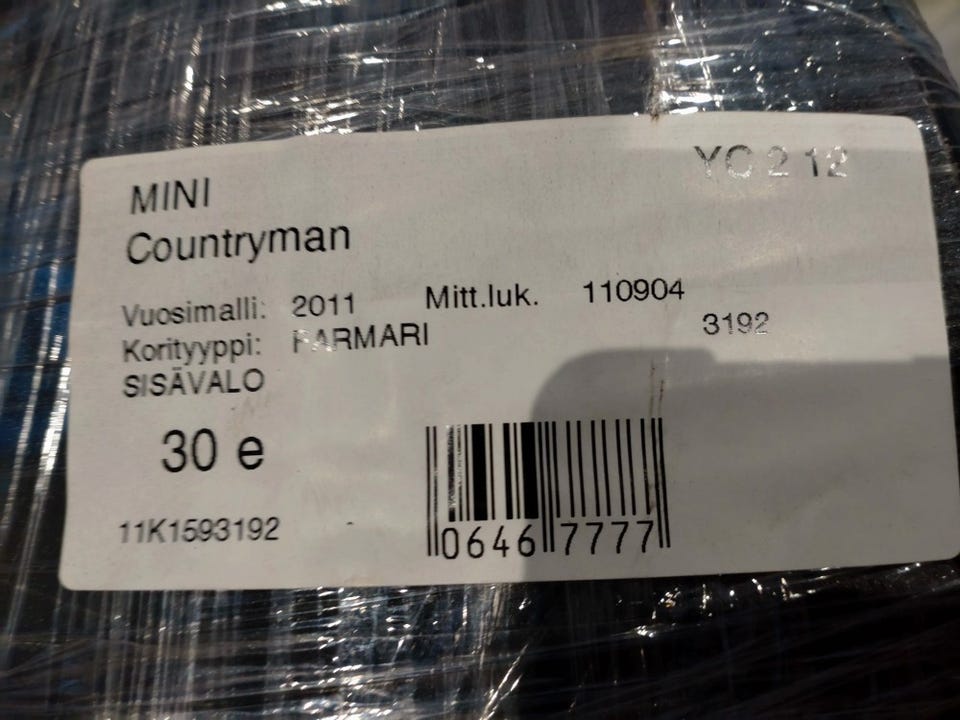 YC 2 12
MINI
Countryman
Vuosimalli: 2011 Mitt.luk. 110904
Korityyppi: FARMARI 3192
SISÄVALO
30 e
11K1593192
0646 7777